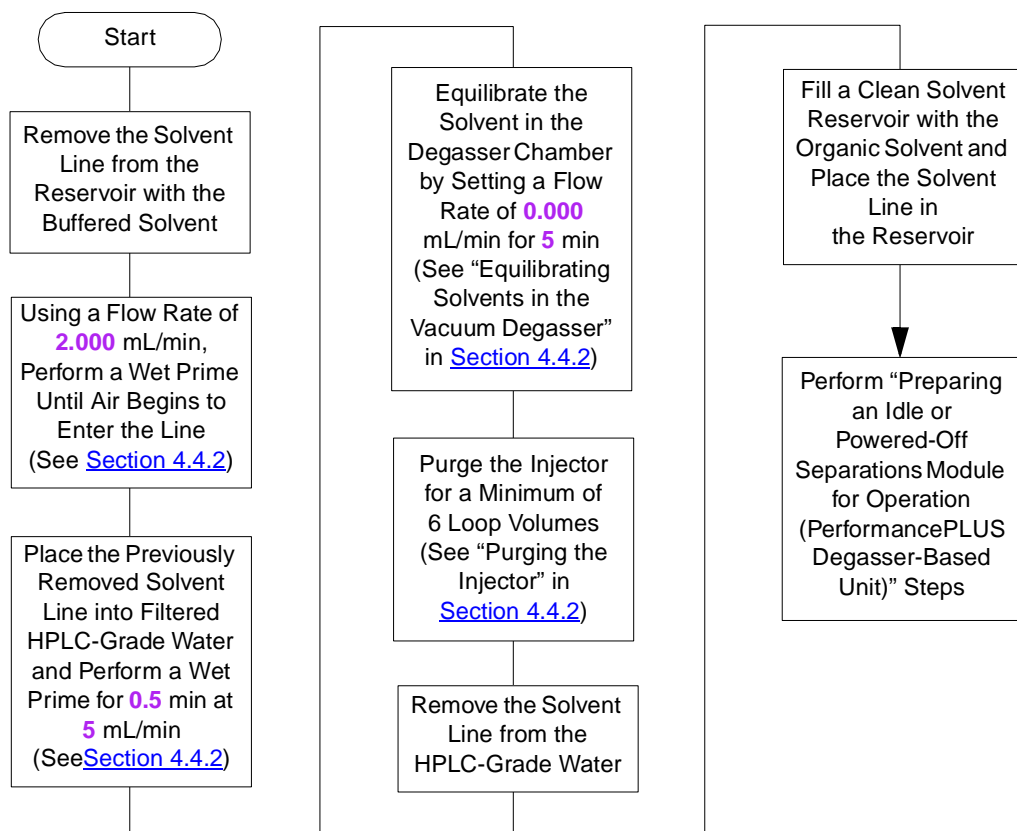 Start
Remove the Solvent
Line from the
Reservoir with the
Buffered Solvent
Using a Flow Rate of
2.000 mL/min,
Perform a Wet Prime
Until Air Begins to
Enter the Line
(See Section 4.4.2)
Place the Previously
Removed Solvent
Line into Filtered
HPLC-Grade Water
and Perform a Wet
Prime for 0.5 min at
5 mL/min
(SeeSection 4.4.2)
Equilibrate the
Solvent in the
Degasser Chamber
by Setting a Flow
Rate of 0.000
mL/min for 5 min
(See “Equilibrating
Solvents in the
Vacuum Degasser”
in Section 4.4.2)
Purge the Injector
for a Minimum of
6 Loop Volumes
(See “Purging the
Injector” in
Section 4.4.2)
Remove the Solvent
Line from the
HPLC-Grade Water
Fill a Clean Solvent
Reservoir with the
Organic Solvent and
Place the Solvent
Line in
the Reservoir
Perform “Preparing
an Idle or
Powered-Off
Separations Module
for Operation
(PerformancePLUS
Degasser-Based
Unit)” Steps